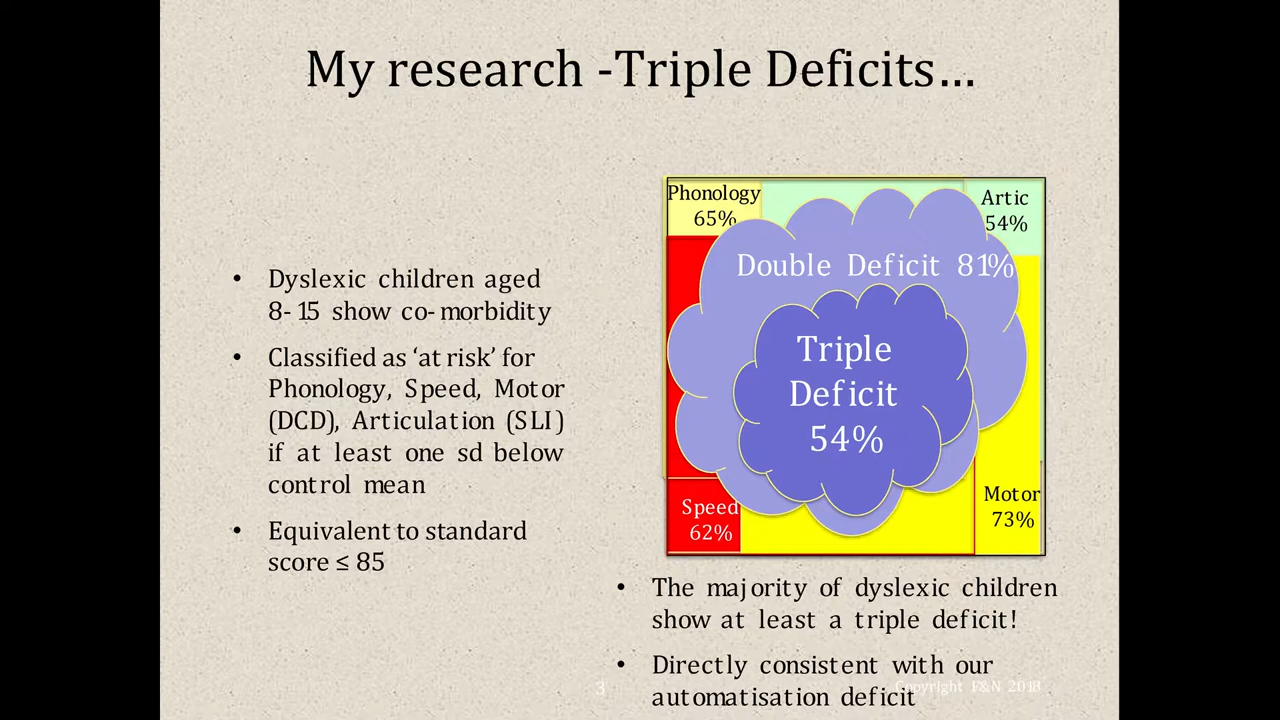 My research -Triple Deficits…
• Dyslexic children aged
8-15 show co-morbidity
• Classified as ‘at risk’ for
Phonology, Speed, Motor
(DCD), Articulation (SLI)
if at least one sd below
control mean
• Equivalent to standard
score ≤ 85
Phonology
65%
Artic
54%
Double Deficit 81%
Triple
Deficit
54%
Speed
62%
Motor
73%
• The majority of dyslexic children
show at least a triple deficit!
• Directly consistent with our
automatisation deficit
3
Copyright F&N